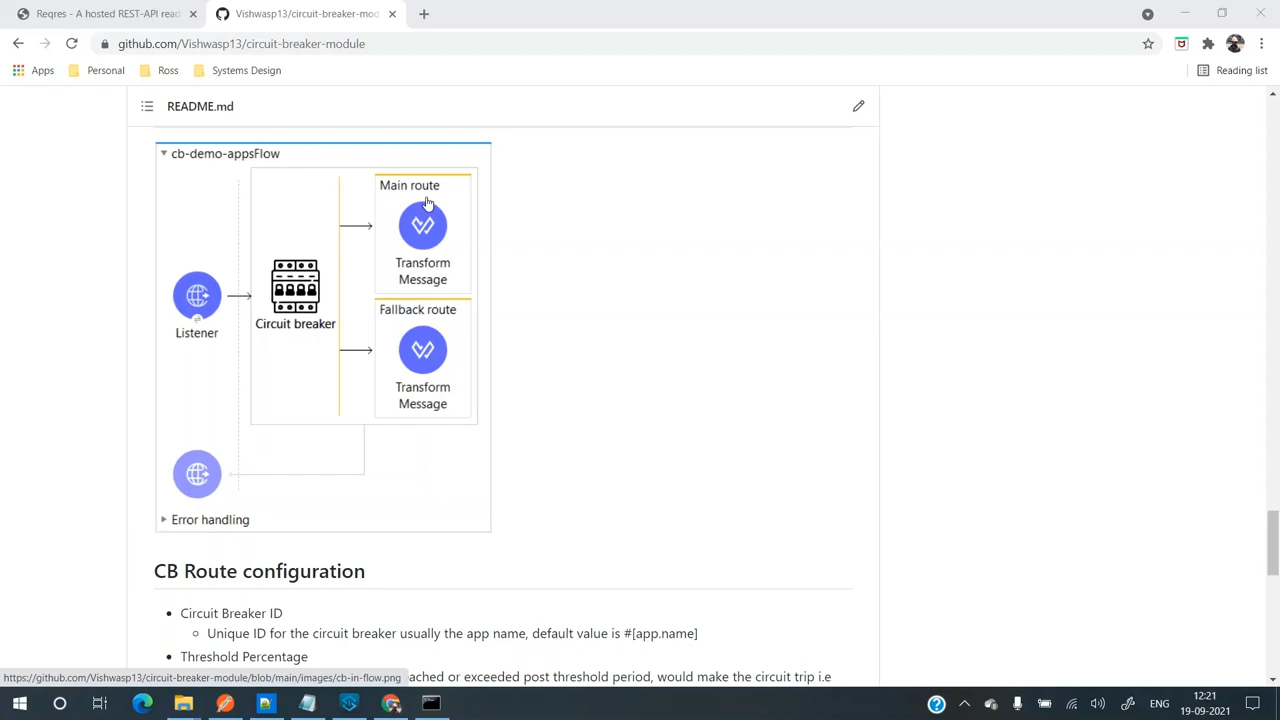 Reqres - A hosted REST-API read
Vishwasp13/circuit-breaker-mod
github.com/Vishwasp13/circuit-breaker-module
Apps
Personal
Ross
Systems Design
Reading list
README.md
cb-demo-appsFlow
Main route
Transform
Message
Listener
Circuit breaker
Fallback route
Transform
Message
Error handling
CB Route configuration
Circuit Breaker ID
Unique ID for the circuit breaker usually the app name, default value is #[app.name]
Threshold Percentage
https://github.com/Vishwasp13/circuit-breaker-module/blob/main/images/cb-in-flow.png
ached or exceeded post threshold period, would make the circuit trip i.e
ENG
12:21
19-09-2021